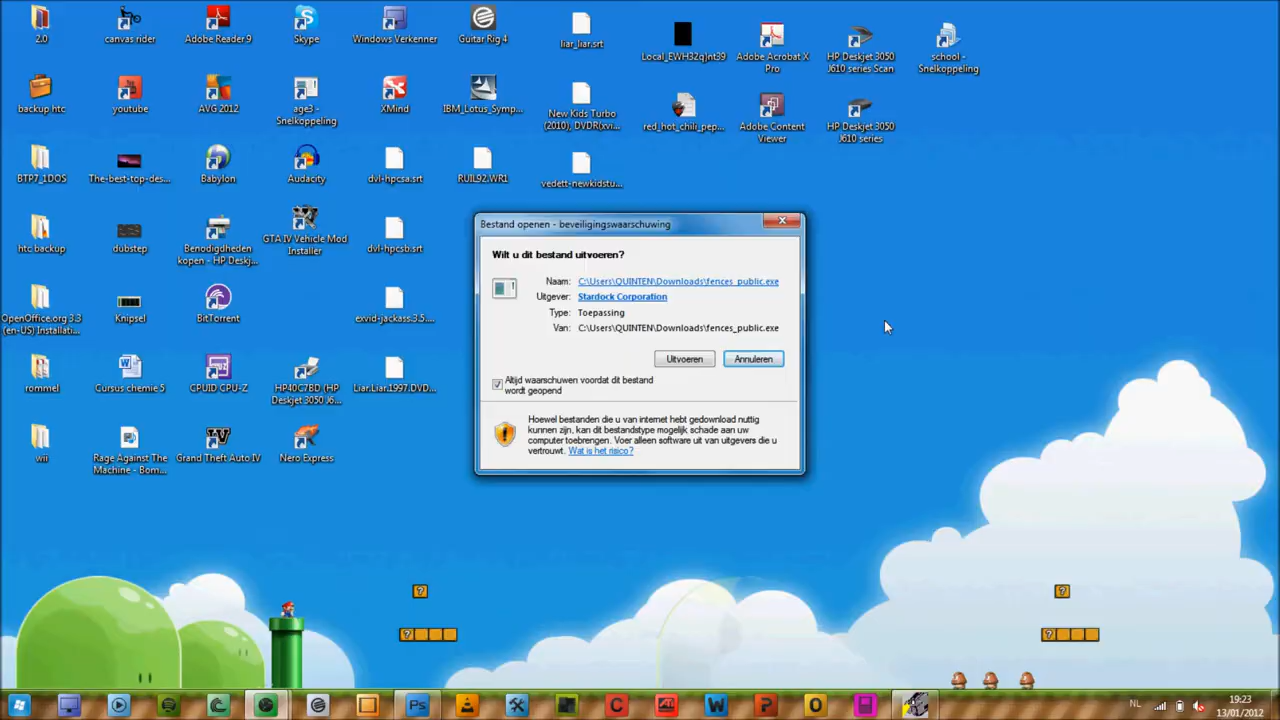 2.0
canvas rider
Adobe Reader 9
Skype
Windows Verkenner
Guitar Rig 4
liar_liar.srt
Local_EWH32q)nt39
Adobe Acrobat X
Pro
HP Deskjet 3050
J610 series Scan
school -
Snelkoppeling
backup htc
youtube
AVG 2012
age3 -
Snelkoppeling
XMind
IBM_Lotus_Symp...
New Kids Turbo
(2010), DVDR(xvi...
red_hot_chili_pep...
Adobe Content
Viewer
HP Deskjet 3050
J610 series
BTP7_1DOS
The-best-top-des...
Babylon
Audacity
dvl-hpcsa.srt
RUIL92.WR1
vedett-newkidstu...
htc backup
dubstep
Benodigdheden
kopen - HP Deskj...
GTA IV Vehicle Mod
Installer
dvl-hpcsb.srt
OpenOffice.org 3.3
(en-US) Installati...
Knipsel
BitTorrent
exvid-jackass.3.5....
rommel
Cursus chemie 5
CPUID CPU-Z
HP40C7BD (HP
Deskjet 3050 J6...
Liar.Liar.1997.DVD...
wii
Rage Against The
Machine - Bom...
Grand Theft Auto IV
Nero Express
Bestand openen - beveiligingswaarschuwing
Wilt u dit bestand uitvoeren?
Naam: C:\Users\QUINTEN\Downloads\fences_public.exe
Uitgever: Stardock Corporation
Type: Toepassing
Van: C:\Users\QUINTEN\Downloads\fences_public.exe
Uitvoeren Annuleren
Altijd waarschuwen voordat dit bestand
wordt geopend
Hoewel bestanden die u van internet hebt gedownload nuttig
kunnen zijn, kan dit bestandstype mogelijk schade aan uw
computer toebrengen. Voer alleen software uit van uitgevers die u
vertrouwt. Wat is het risico?
NL
19:23
13/01/2012